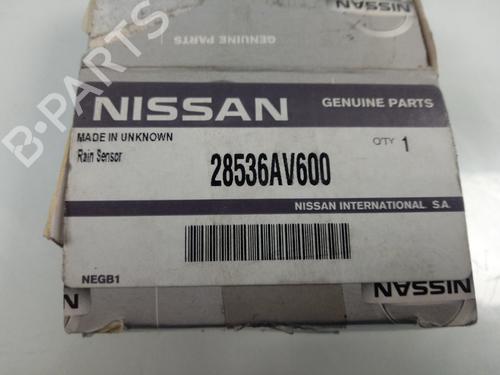 NISSAN
GENUINE PARTS
B-PARTS
NISSAN
GENUINE PARTS
MADE IN UNKNOWN
Rain Sensor
28536AV600
QTY 1
NISSAN INTERNATIONAL S.A.
NEGB1
NISSAN
NISSAN